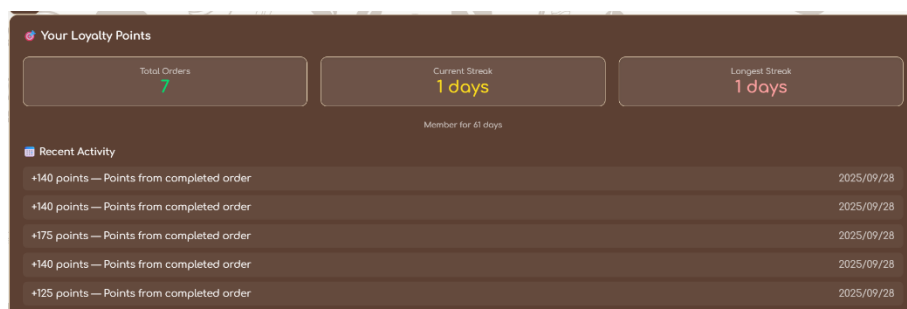 Your Loyalty Points
Total Orders
7
Current Streak
1 days
Longest Streak
1 days
Member for 61 days
Recent Activity
+140 points — Points from completed order 2025/09/28
+140 points — Points from completed order 2025/09/28
+175 points — Points from completed order 2025/09/28
+140 points — Points from completed order 2025/09/28
+125 points — Points from completed order 2025/09/28